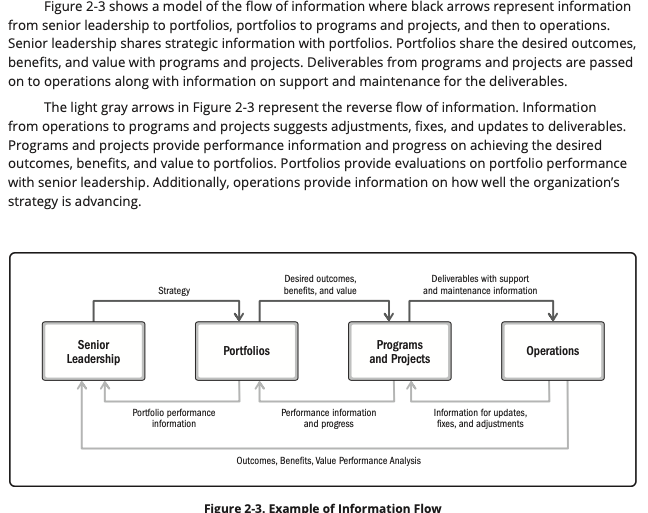 Figure 2-3 shows a model of the flow of information where black arrows represent information
from senior leadership to portfolios, portfolios to programs and projects, and then to operations.
Senior leadership shares strategic information with portfolios. Portfolios share the desired outcomes,
benefits, and value with programs and projects. Deliverables from programs and projects are passed
on to operations along with information on support and maintenance for the deliverables.
The light gray arrows in Figure 2-3 represent the reverse flow of information. Information
from operations to programs and projects suggests adjustments, fixes, and updates to deliverables.
Programs and projects provide performance information and progress on achieving the desired
outcomes, benefits, and value to portfolios. Portfolios provide evaluations on portfolio performance
with senior leadership. Additionally, operations provide information on how well the organization’s
strategy is advancing.
Strategy
Desired outcomes,
benefits, and value
Deliverables with support
and maintenance information
Senior
Leadership
Portfolios
Programs
and Projects
Operations
Portfolio performance
information
Performance information
and progress
Information for updates,
fixes, and adjustments
Outcomes, Benefits, Value Performance Analysis
Figure 2-3. Example of Information Flow